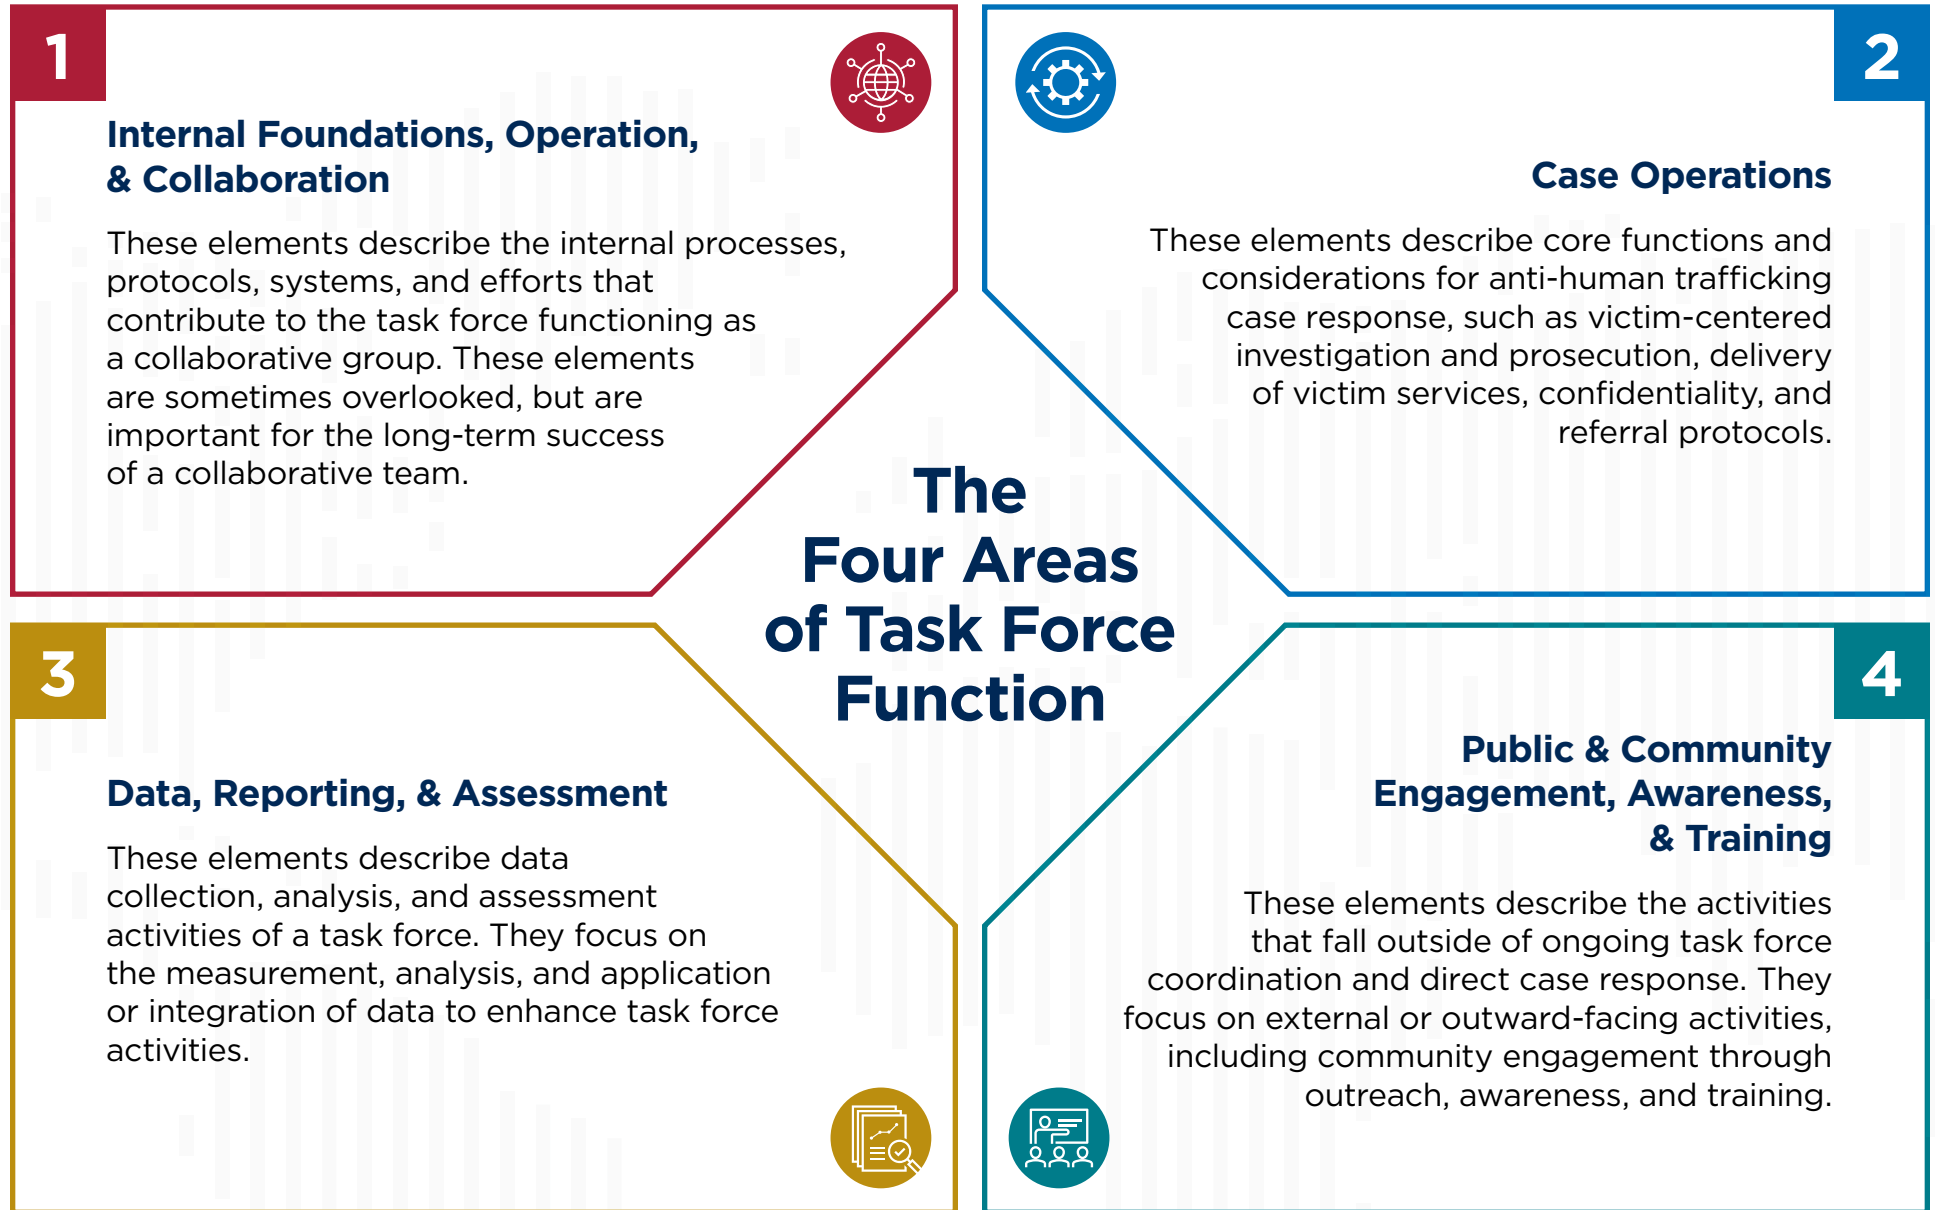 1
Internal Foundations, Operation,
& Collaboration
These elements describe the internal processes,
protocols, systems, and efforts that
contribute to the task force functioning as
a collaborative group. These elements
are sometimes overlooked, but are
important for the long-term success
of a collaborative team.
2
Case Operations
These elements describe core functions and
considerations for anti-human trafficking
case response, such as victim-centered
investigation and prosecution, delivery
of victim services, confidentiality, and
referral protocols.
The
Four Areas
of Task Force
Function
3
Data, Reporting, & Assessment
These elements describe data
collection, analysis, and assessment
activities of a task force. They focus on
the measurement, analysis, and application
or integration of data to enhance task force
activities.
4
Public & Community
Engagement, Awareness,
& Training
These elements describe the activities
that fall outside of ongoing task force
coordination and direct case response. They
focus on external or outward-facing activities,
including community engagement through
outreach, awareness, and training.